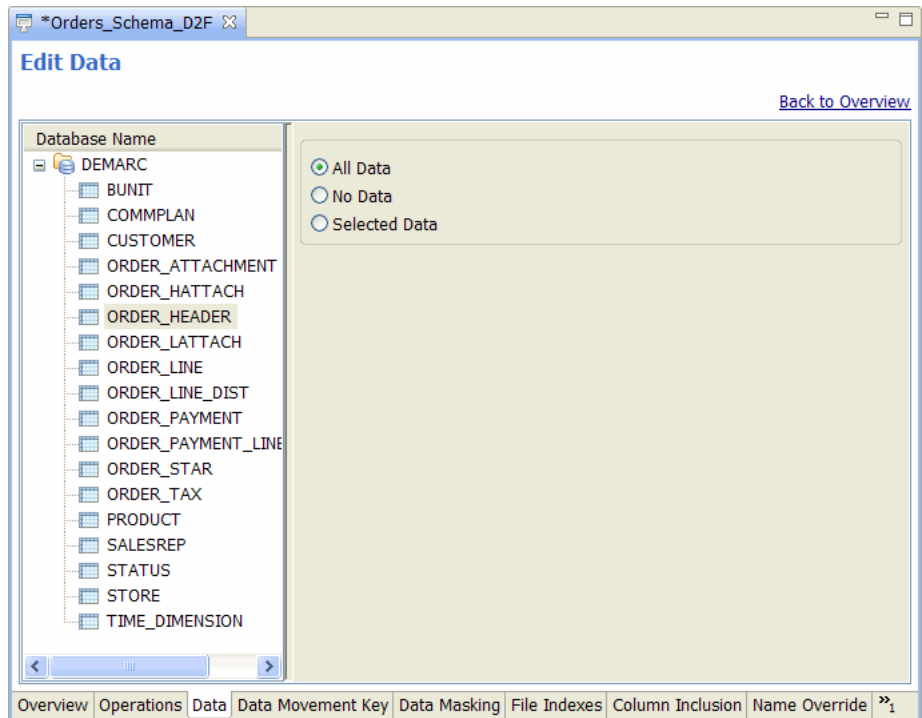 *Orders_Schema_D2F
Edit Data
Back to Overview
Database Name
DEMARC
BUNIT
COMMPLAN
CUSTOMER
ORDER_ATTACHMENT
ORDER_HATTACH
ORDER_HEADER
ORDER_LATTACH
ORDER_LINE
ORDER_LINE_DIST
ORDER_PAYMENT
ORDER_PAYMENT_LINE
ORDER_STAR
ORDER_TAX
PRODUCT
SALESREP
STATUS
STORE
TIME_DIMENSION
All Data
No Data
Selected Data
Overview Operations Data Data Movement Key Data Masking File Indexes Column Inclusion Name Override »1